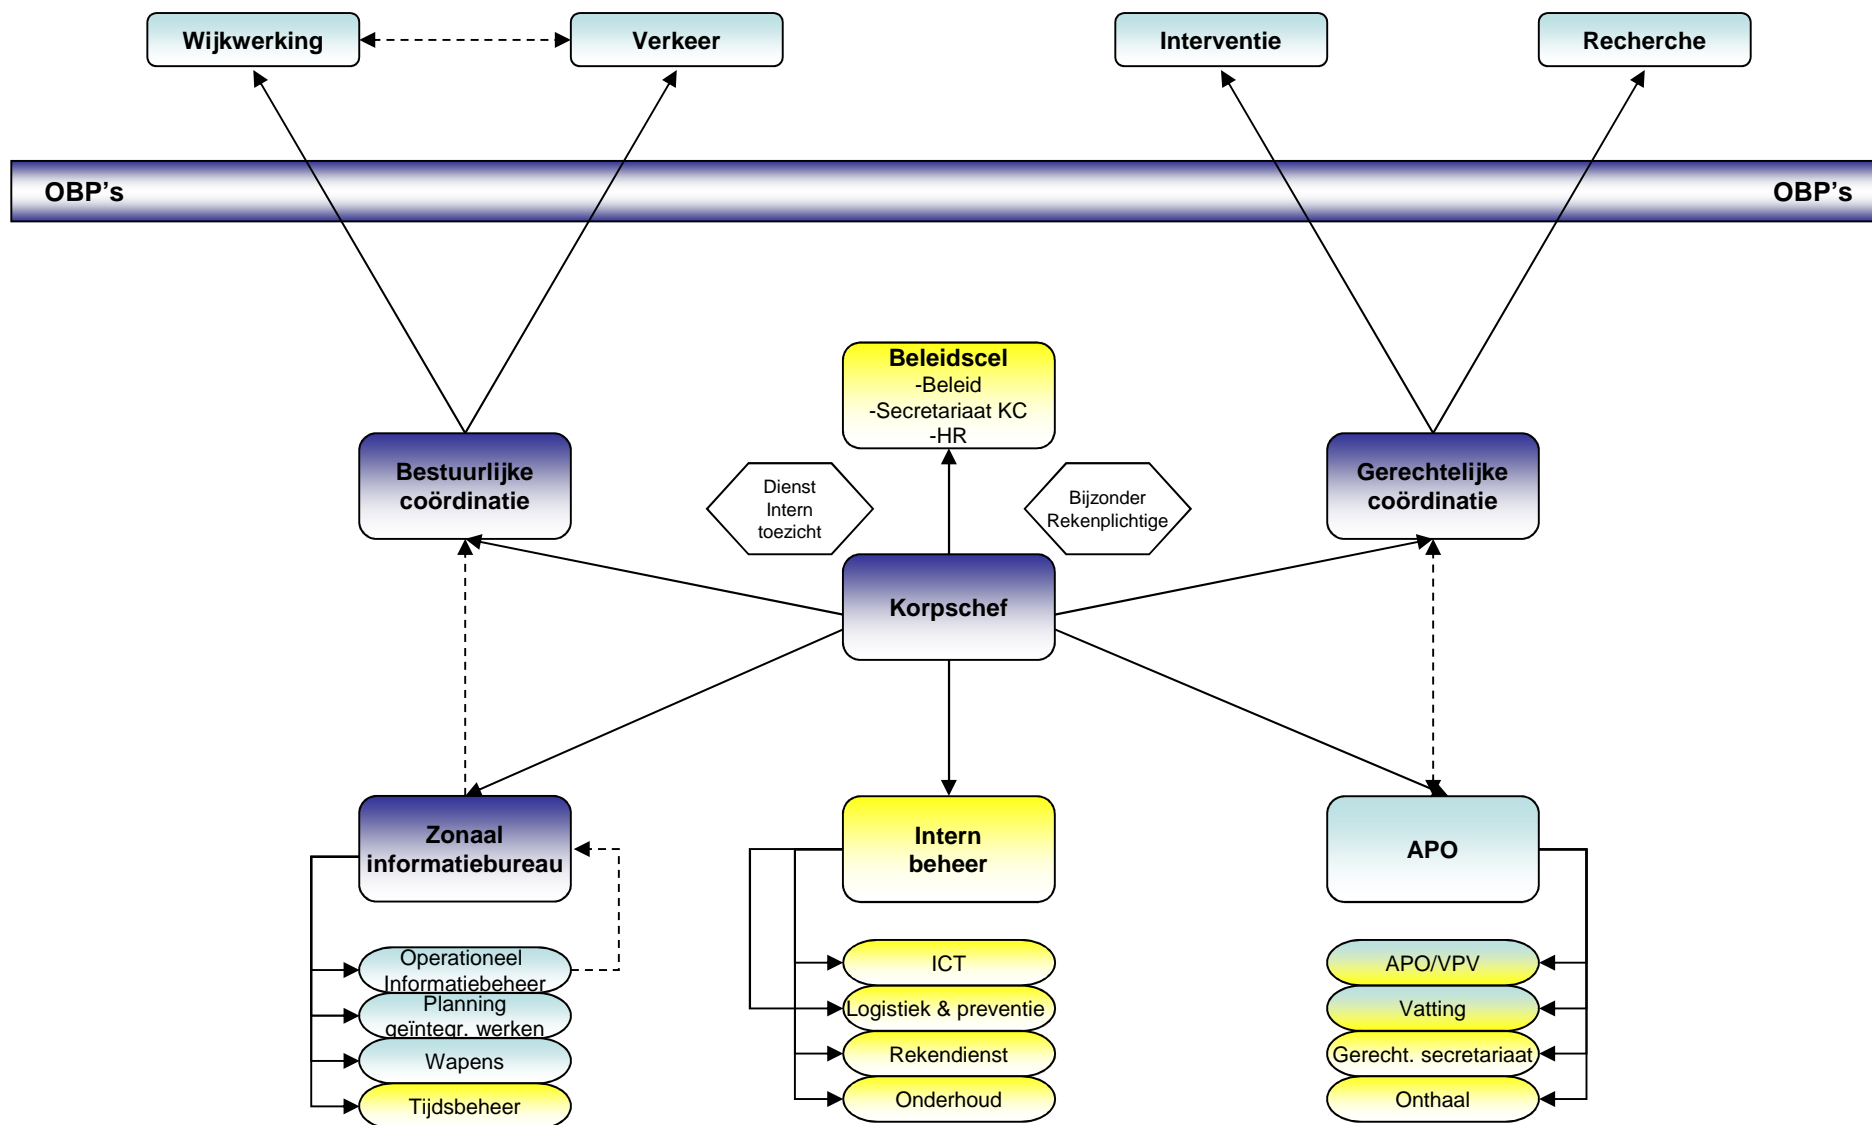 Wijkwerking
Verkeer
Interventie
Recherche
OBP's
OBP's
Beleidscel
-Beleid
-Secretariaat KC
-HR
Bestuurlijke
coördinatie
Dienst
Intern
toezicht
Bijzonder
Rekenplichtige
Gerechtelijke
coördinatie
Korpschef
Zonaal
informatiebureau
Intern
beheer
APO
Operationeel
Informatiebeheer
Planning
geïntegr. werken
Wapens
Tijdsbeheer
ICT
Logistiek & preventie
Rekendienst
Onderhoud
APO/VPV
Vatting
Gerecht. secretariaat
Onthaal